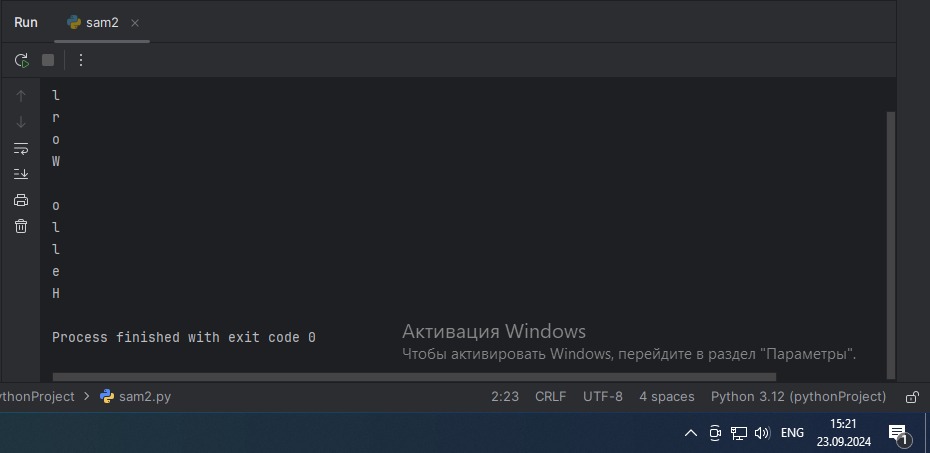 Run sam2
l
r
o
W

o
l
l
e
H

Process finished with exit code 0
Активация Windows
Чтобы активировать Windows, перейдите в раздел "Параметры".
ythonProject > sam2.py 2:23 CRLF UTF-8 4 spaces Python 3.12 (pythonProject)
ENG 15:21
23.09.2024
1